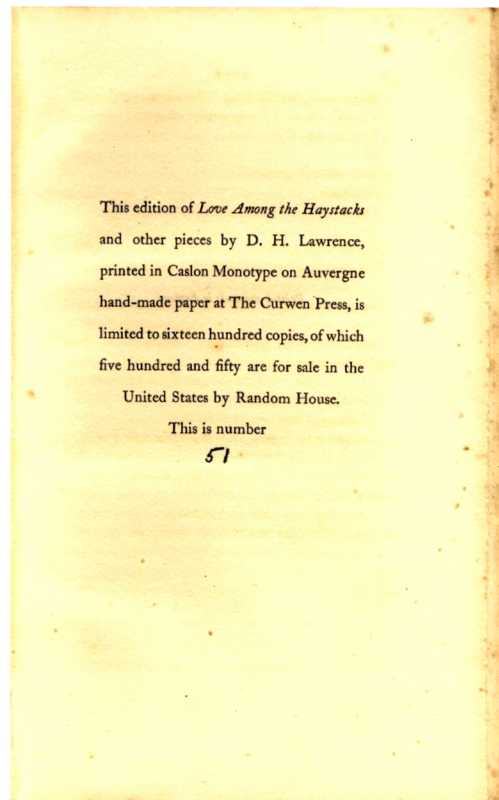 This edition of Love Among the Haystacks
and other pieces by D. H. Lawrence,
printed in Caslon Monotype on Auvergne
hand-made paper at The Curwen Press, is
limited to sixteen hundred copies, of which
five hundred and fifty are for sale in the
United States by Random House.
This is number
51